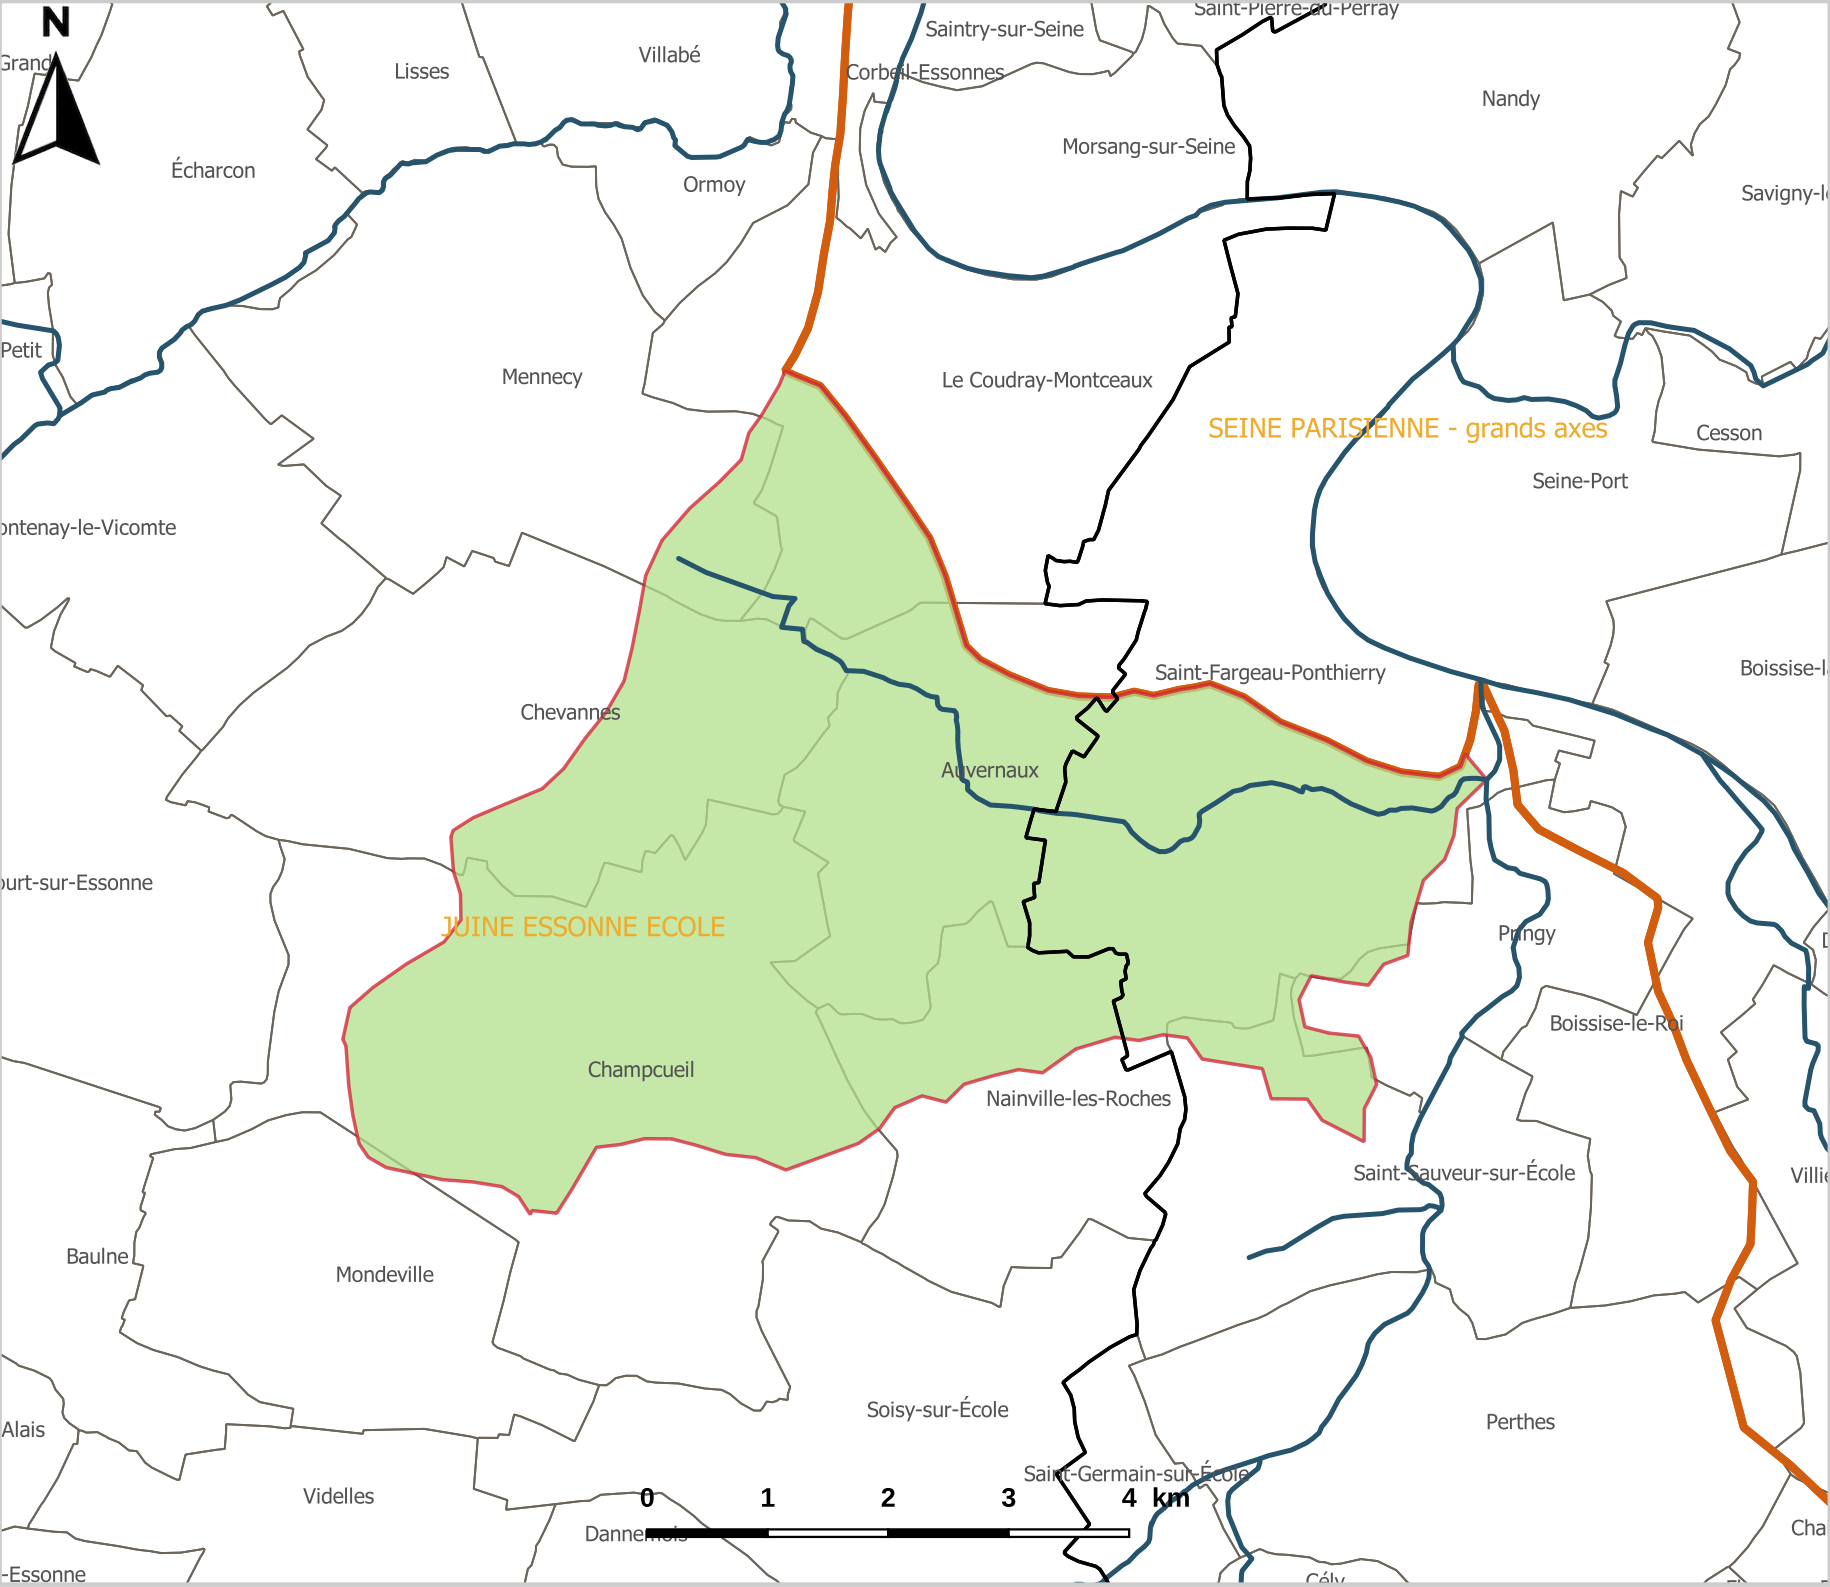 N
Saint-Pierre-du-Perray
Saintry-sur-Seine
Villabé
Grand
Lisses
Corbeil-Essonnes
Nandy
Morsang-sur-Seine
Écharcon
Ormoy
Savigny-l
Petit
Mennecy
Le Coudray-Montceaux
SEINE PARISIENNE - grands axes
Cesson
Seine-Port
ontenay-le-Vicomte
Boissise-l
Saint-Fargeau-Ponthierry
Chevannes
Auvernaux
ourt-sur-Essonne
JUINE ESSONNE ECOLE
Pringy
Boissise-le-Roi
Champcueil
Nainville-les-Roches
Saint-Sauveur-sur-École
Villie
Baulne
Mondeville
Soisy-sur-École
Perthes
Alais
Saint-Germain-sur-École
Videlles
0 1 2 3 4 km
Dannemois
Cha
-Essonne
Cély